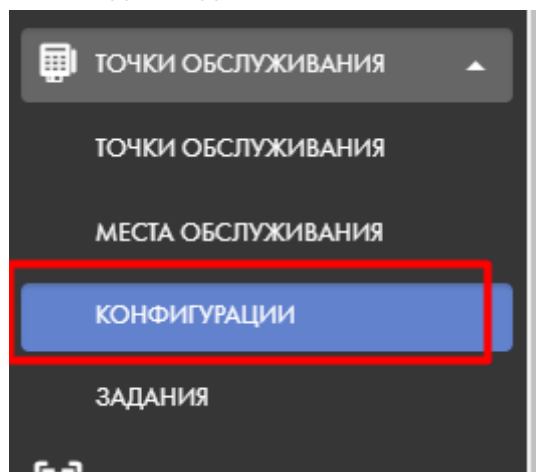 ТОЧКИ ОБСЛУЖИВАНИЯ
ТОЧКИ ОБСЛУЖИВАНИЯ
МЕСТА ОБСЛУЖИВАНИЯ
КОНФИГУРАЦИИ
ЗАДАНИЯ